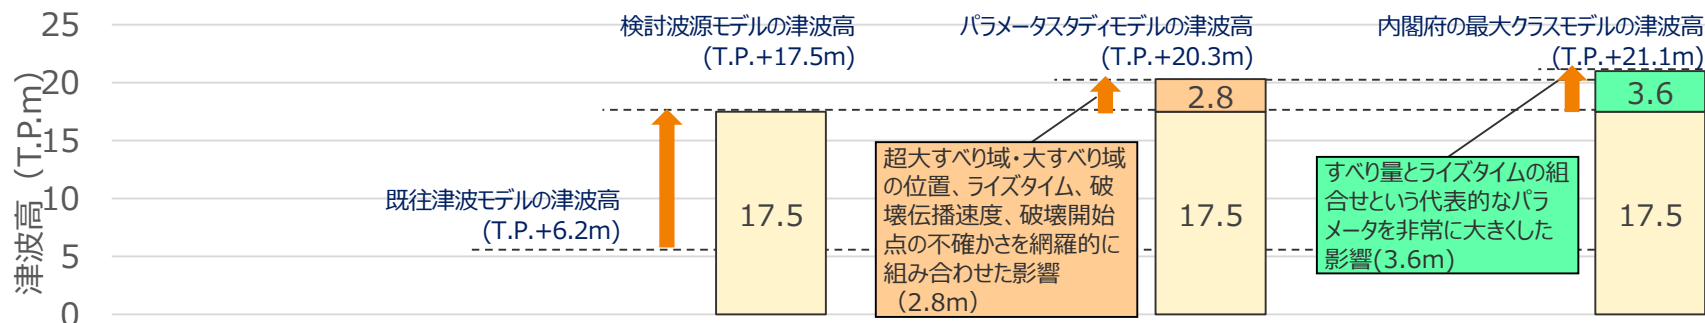 25
20
15
10
5
0
津波高（T.P.m）
検討波源モデルの津波高
(T.P.+17.5m)
パラメータスタディモデルの津波高
(T.P.+20.3m)
内閣府の最大クラスモデルの津波高
(T.P.+21.1m)
既往津波モデルの津波高
(T.P.+6.2m)
17.5
超大すべり域・大すべり域
の位置、ライズタイム、破
壊伝播速度、破壊開始
点の不確かさを網羅的に
組み合わせた影響
（2.8m）
2.8
17.5
すべり量とライズタイムの組
合せという代表的なパラ
メータを非常に大きくした
影響(3.6m)
3.6
17.5